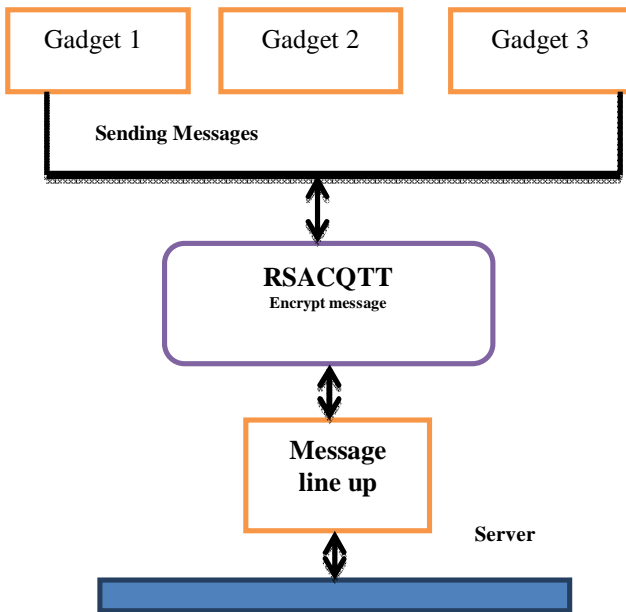 Gadget 1
Gadget 2
Gadget 3
Sending Messages
RSACQTT
Encrypt message
Message
line up
Server